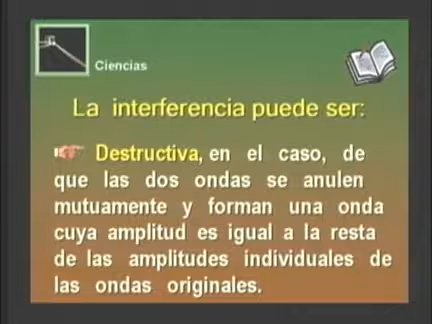 Ciencias
La interferencia puede ser:
Destructiva, en el caso, de
que las dos ondas se anulen
mutuamente y forman una onda
cuya amplitud es igual a la resta
de las amplitudes individuales de
las ondas originales.